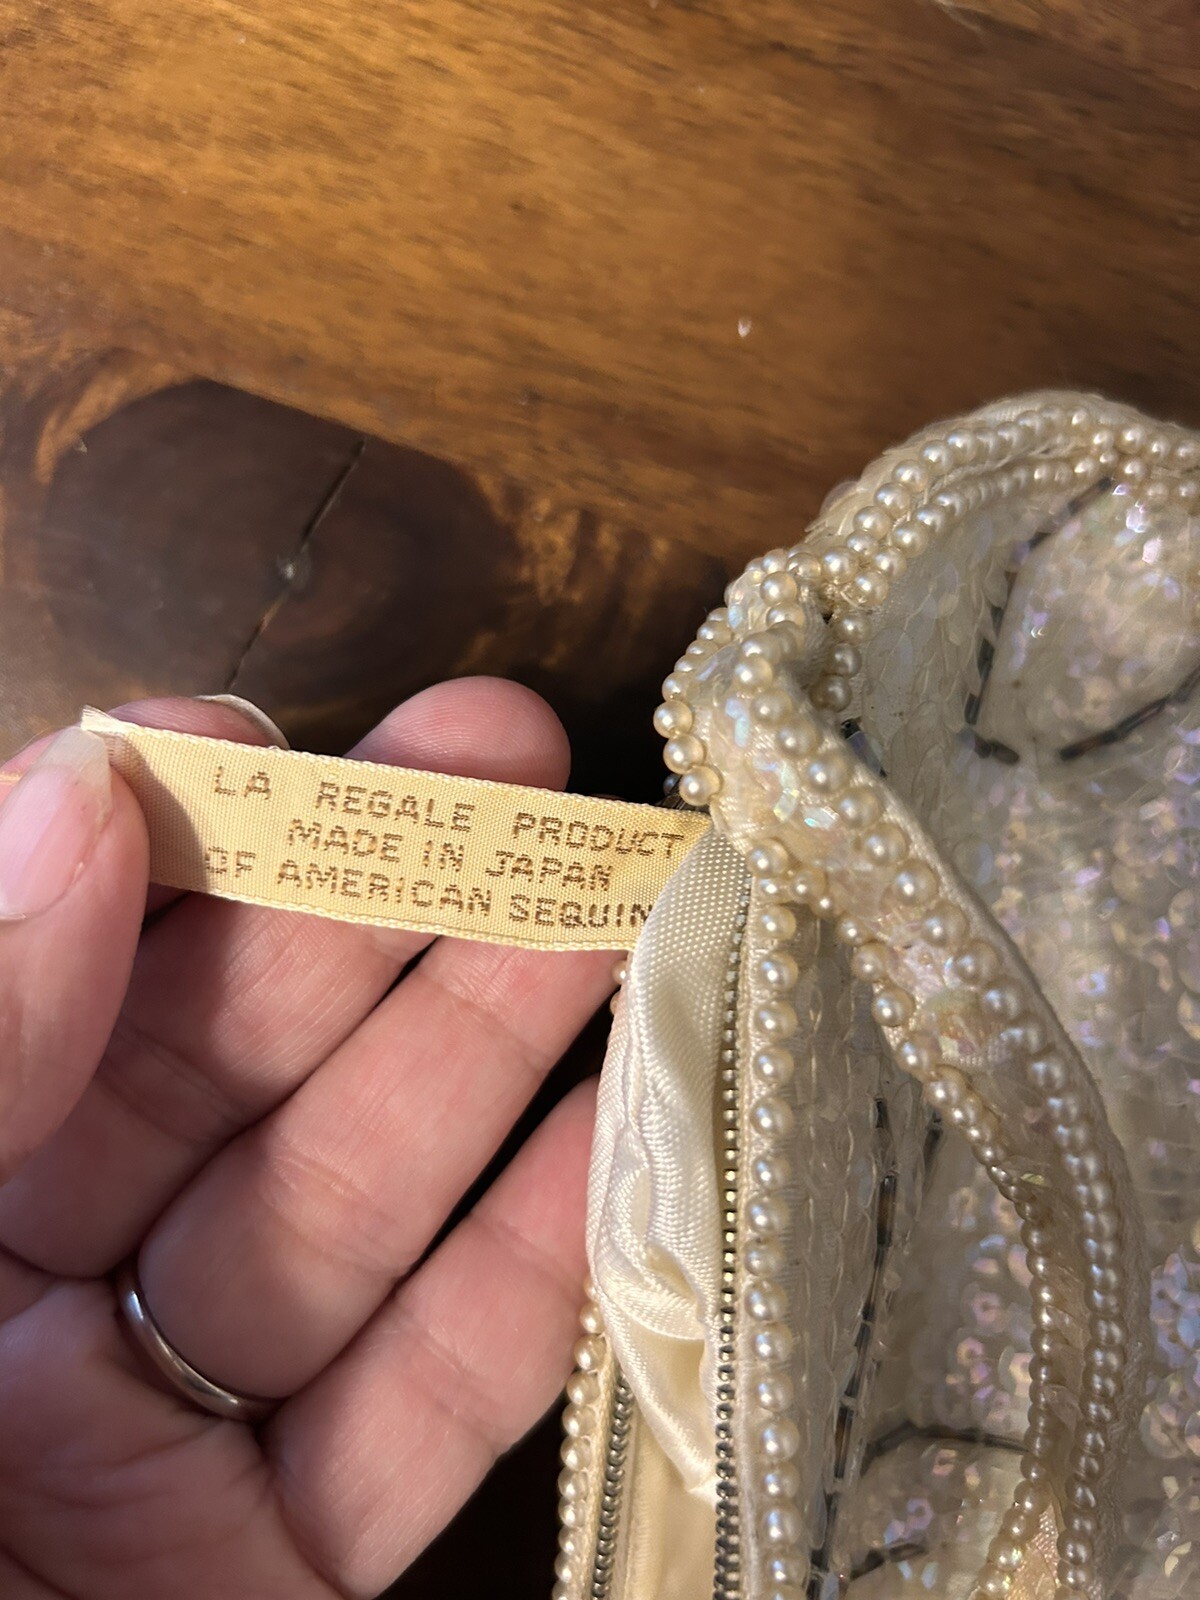 LA REGALE PRODUCT
MADE IN JAPAN
OF AMERICAN SEQUIN